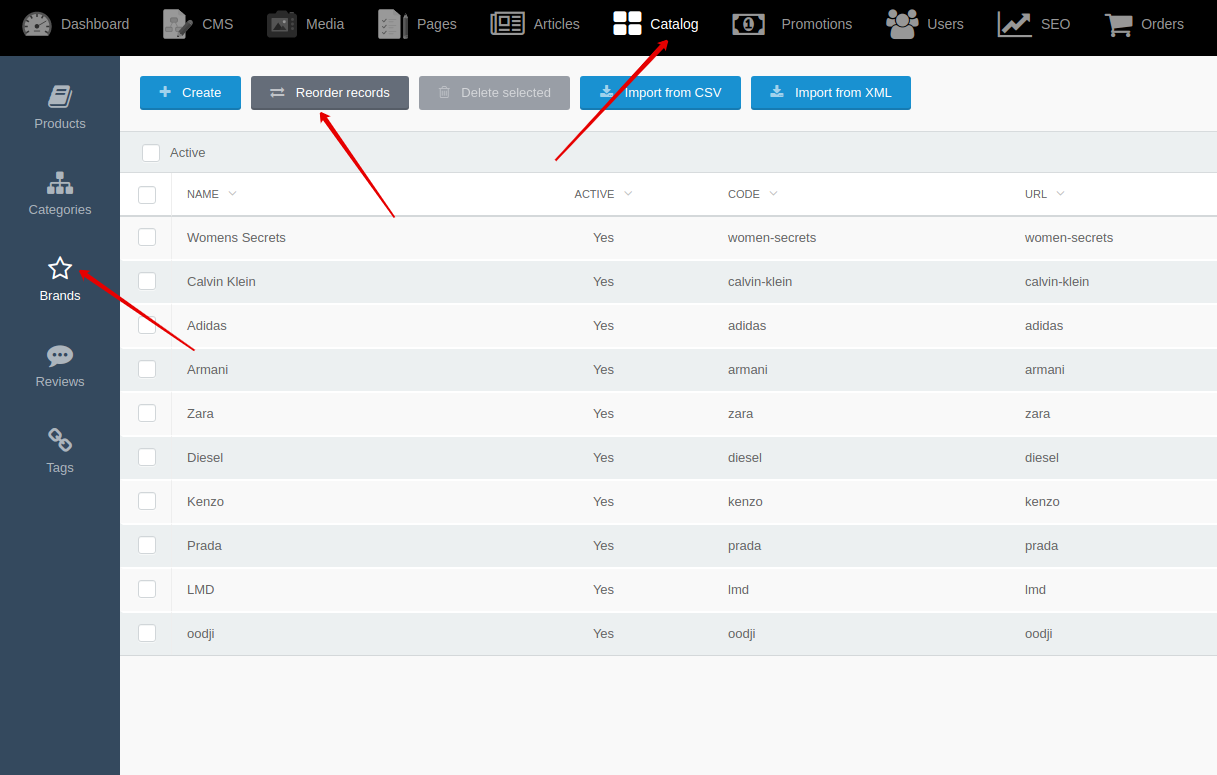 Dashboard CMS Media Pages Articles Catalog Promotions Users SEO Orders
Products
Categories
Brands
Reviews
Tags
Create Reorder records Delete selected Import from CSV Import from XML
Active
NAME ACTIVE CODE URL
Womens Secrets Yes women-secrets women-secrets
Calvin Klein Yes calvin-klein calvin-klein
Adidas Yes adidas adidas
Armani Yes armani armani
Zara Yes zara zara
Diesel Yes diesel diesel
Kenzo Yes kenzo kenzo
Prada Yes prada prada
LMD Yes lmd lmd
oodji Yes oodji oodji